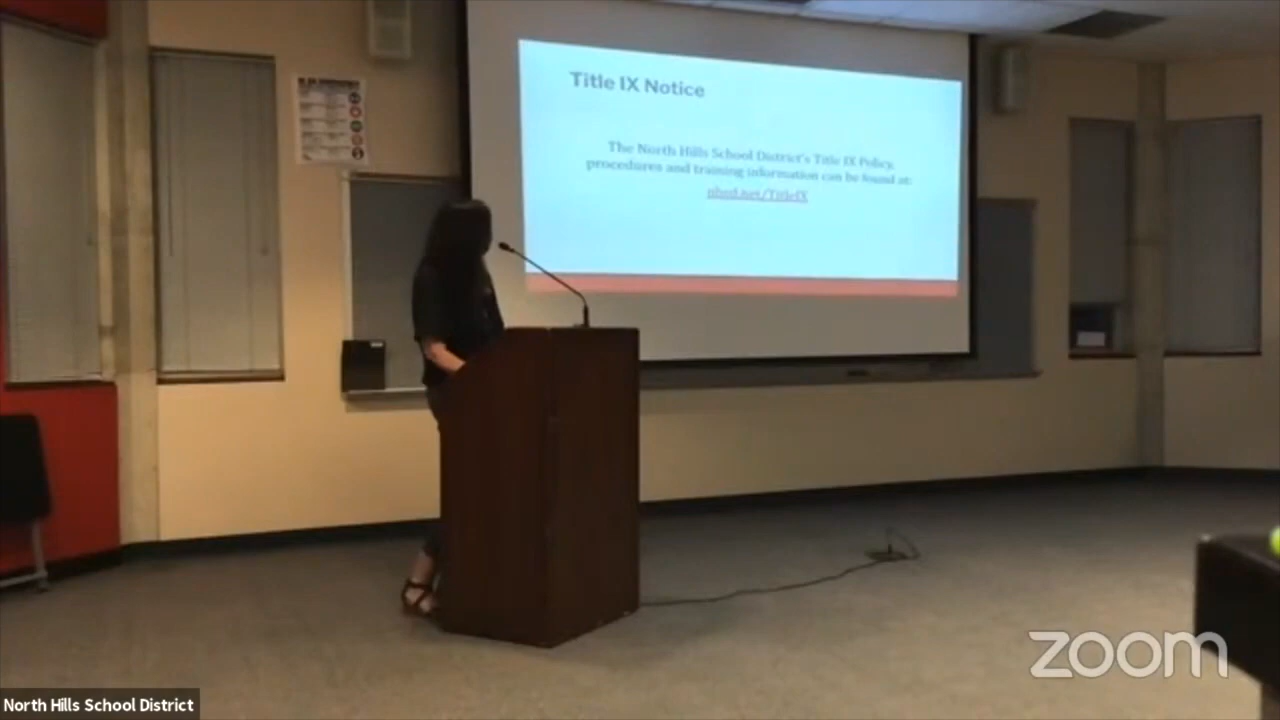 Title IX Notice
The North Hills School District's Title IX Policy,
procedures and training information can be found at:
nhsd.net/TitleIX
zoom
North Hills School District